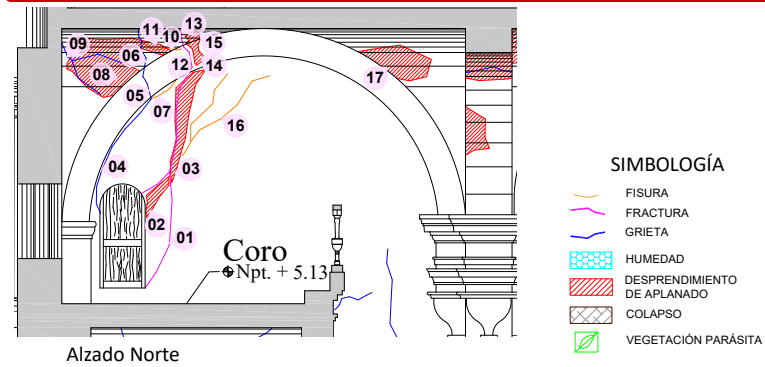 11
13
09
10
15
06
12
14
08
17
05
07
16
04
03
02
01
Coro
Npt. + 5.13
Alzado Norte
SIMBOLOGÍA
FISURA
FRACTURA
GRIETA
HUMEDAD
DESPRENDIMIENTO
DE APLANADO
COLAPSO
VEGETACIÓN PARÁSITA